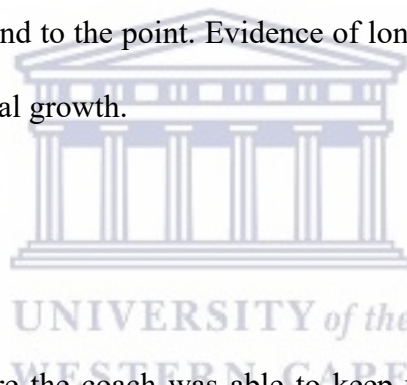 nd to the point. Evidence of lon
al growth.
UNIVERSITY of the
WESTERN CAPE
re the coach was able to keep